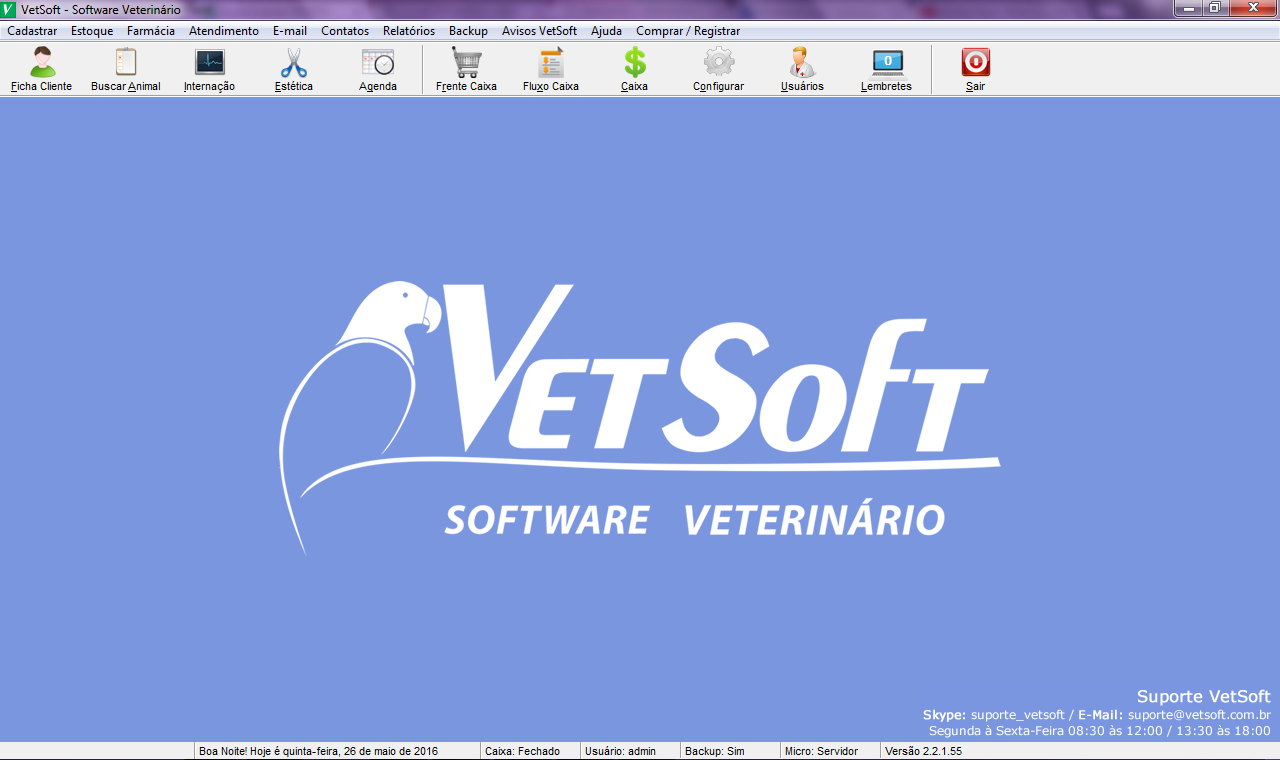 VetSoft - Software Veterinário
Cadastrar Estoque Farmácia Atendimento E-mail Contatos Relatórios Backup Avisos VetSoft Ajuda Comprar / Registrar
0
Ficha Cliente Buscar Animal Internação Estética Agenda Frente Caixa Fluxo Caixa Caixa Configurar Usuários Lembretes Sair
VETSOFT
SOFTWARE VETERINÁRIO
Suporte VetSoft
Skype: suporte_vetsoft / E-Mail: suporte@vetsoft.com.br
Segunda à Sexta-Feira 08:30 às 12:00 / 13:30 às 18:00
Boa Noite! Hoje é quinta-feira, 26 de maio de 2016 Caixa: Fechado Usuário: admin Backup: Sim Micro: Servidor Versão 2.2.1.55